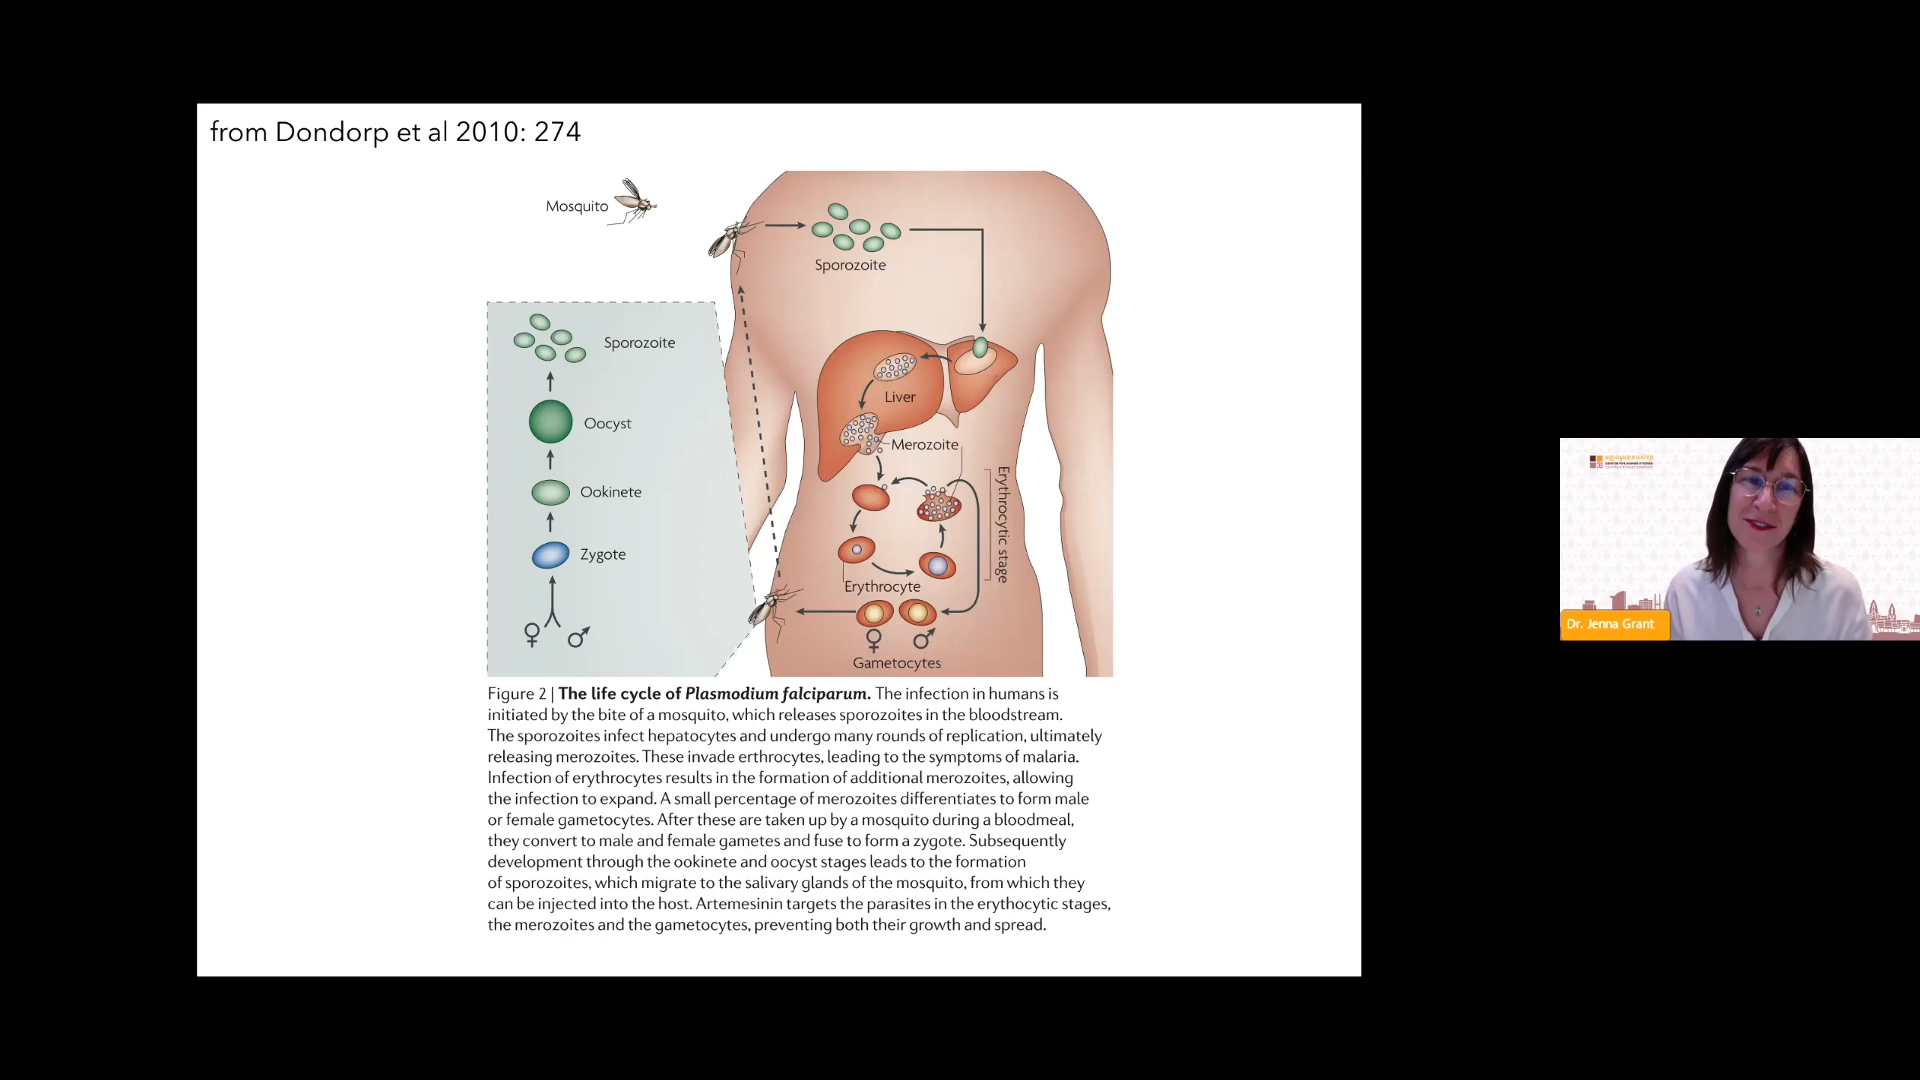 from Dondorp et al 2010: 274
Mosquito
Sporozoite
Sporozoite
Liver
Oocyst
Merozoite
Ookinete
Erythrocytic stage
Zygote
Erythrocyte
♀ ♂
♀ ♂
Gametocytes
Figure 2 | The life cycle of Plasmodium falciparum. The infection in humans is
initiated by the bite of a mosquito, which releases sporozoites in the bloodstream.
The sporozoites infect hepatocytes and undergo many rounds of replication, ultimately
releasing merozoites. These invade erthrocytes, leading to the symptoms of malaria.
Infection of erythrocytes results in the formation of additional merozoites, allowing
the infection to expand. A small percentage of merozoites differentiates to form male
or female gametocytes. After these are taken up by a mosquito during a bloodmeal,
they convert to male and female gametes and fuse to form a zygote. Subsequently
development through the ookinete and oocyst stages leads to the formation
of sporozoites, which migrate to the salivary glands of the mosquito, from which they
can be injected into the host. Artemesinin targets the parasites in the erythocytic stages,
the merozoites and the gametocytes, preventing both their growth and spread.
CENTER FOR KHMER STUDIES
Dr. Jenna Grant